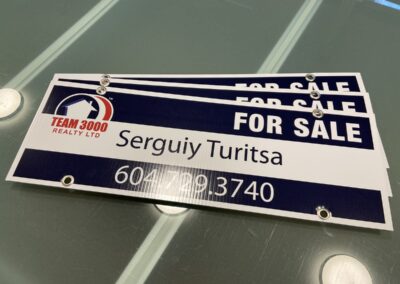 FOR SALE
FOR SALE
FOR SALE
TEAM 3000
REALTY LTD
Serguiy Turitsa
604.729.3740